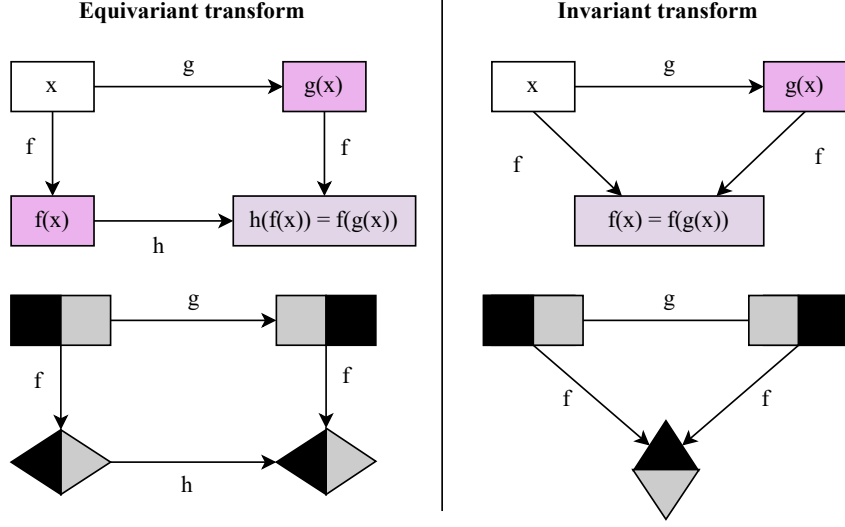 Equivariant transform
x
g
g(x)
f
f
f(x)
h
h(f(x)) = f(g(x))
g
f
f
h
Invariant transform
x
g
g(x)
f
f
f(x) = f(g(x))
g
f
f